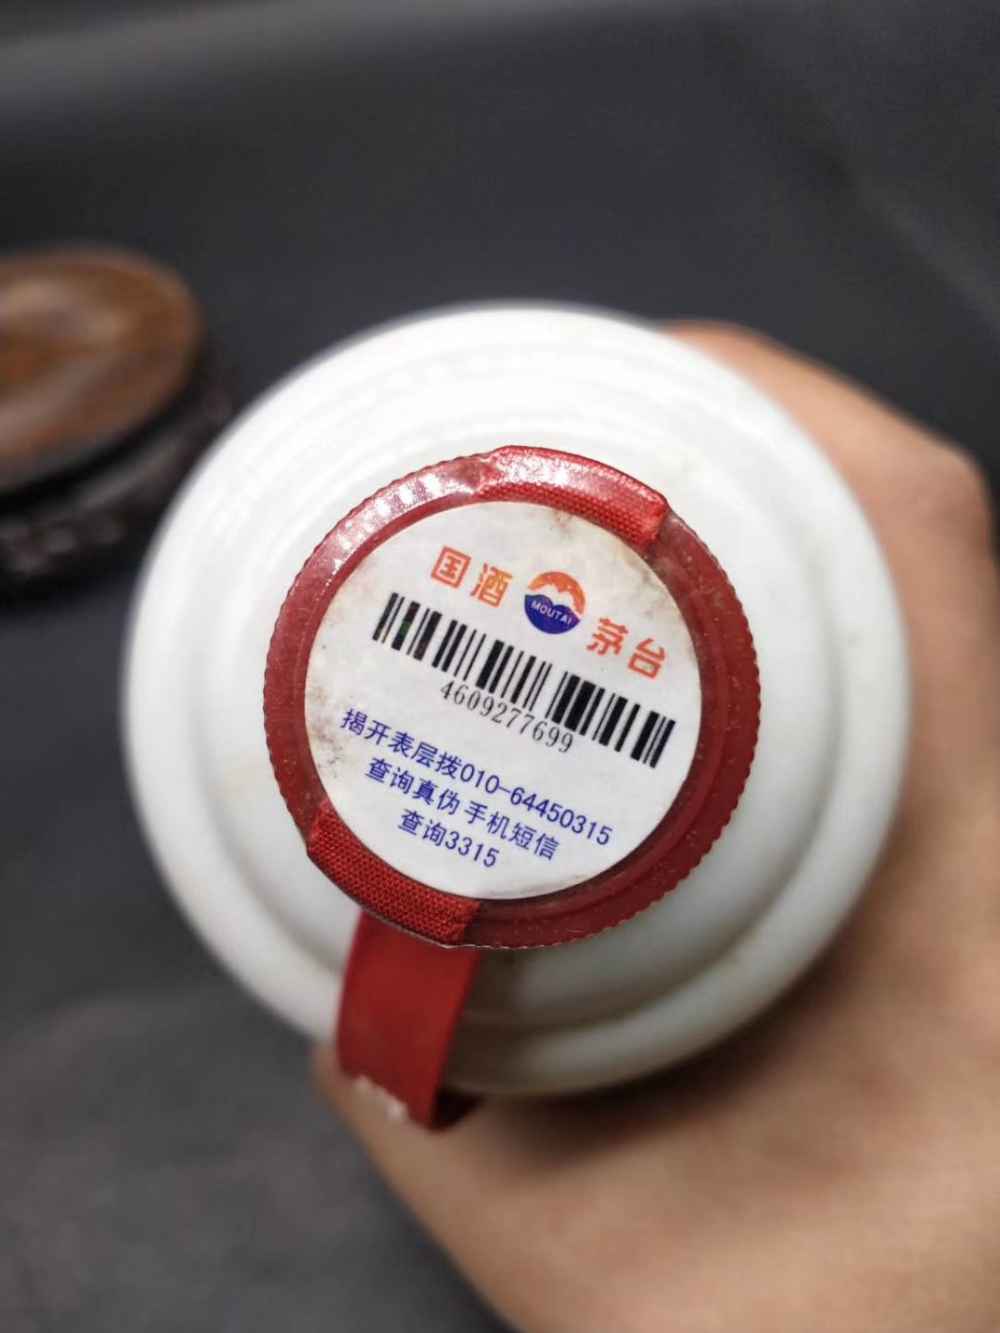 国酒 MOUTAI 茅台
4609277699
揭开表层拨010-64450315
查询真伪 手机短信
查询3315